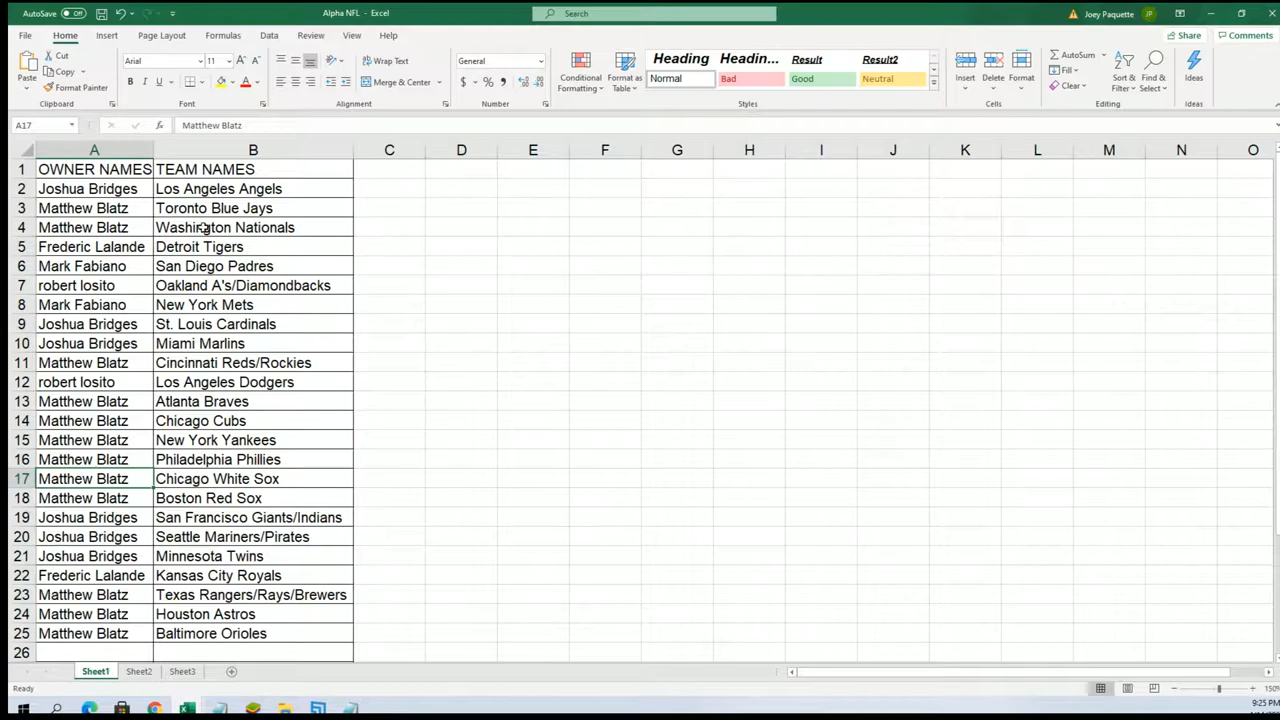 AutoSave Off
Alpha NFL - Excel
Search
Joey Paquette JP
File Home Insert Page Layout Formulas Data Review View Help Share Comments
Paste
Cut
Copy
Format Painter
Clipboard
Arial 11
B I U
Font
Wrap Text
Merge & Center
Alignment
General
$ % ,
Number
Conditional Formatting
Format as Table
Heading Headin... Result Result2
Normal Bad Good Neutral
Styles
Insert Delete Format
Cells
AutoSum
Fill
Clear
Sort & Filter
Find & Select
Editing
Ideas
Ideas
A17 fx Matthew Blatz
A B C D E F G H I J K L M N O
1 OWNER NAMES TEAM NAMES
2 Joshua Bridges Los Angeles Angels
3 Matthew Blatz Toronto Blue Jays
4 Matthew Blatz Washington Nationals
5 Frederic Lalande Detroit Tigers
6 Mark Fabiano San Diego Padres
7 robert losito Oakland A's/Diamondbacks
8 Mark Fabiano New York Mets
9 Joshua Bridges St. Louis Cardinals
10 Joshua Bridges Miami Marlins
11 Matthew Blatz Cincinnati Reds/Rockies
12 robert losito Los Angeles Dodgers
13 Matthew Blatz Atlanta Braves
14 Matthew Blatz Chicago Cubs
15 Matthew Blatz New York Yankees
16 Matthew Blatz Philadelphia Phillies
17 Matthew Blatz Chicago White Sox
18 Matthew Blatz Boston Red Sox
19 Joshua Bridges San Francisco Giants/Indians
20 Joshua Bridges Seattle Mariners/Pirates
21 Joshua Bridges Minnesota Twins
22 Frederic Lalande Kansas City Royals
23 Matthew Blatz Texas Rangers/Rays/Brewers
24 Matthew Blatz Houston Astros
25 Matthew Blatz Baltimore Orioles
26
Sheet1 Sheet2 Sheet3
Ready
150%
9:25 PM